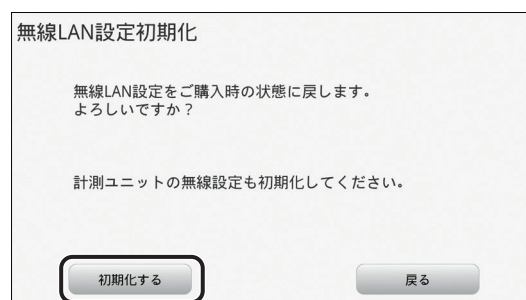 無線LAN設定初期化
無線LAN設定をご購入時の状態に戻します。
よろしいですか？
計測ユニットの無線設定も初期化してください。
初期化する
戻る